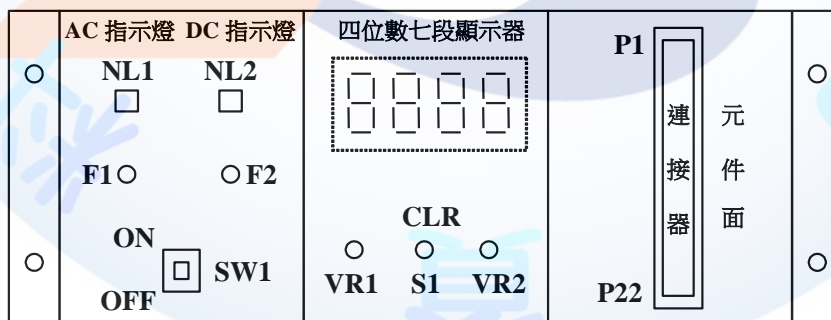 AC 指示燈 DC 指示燈
NL1 NL2
F1 F2
ON
SW1
OFF
四位數七段顯示器
CLR
VR1 S1 VR2
P1
連接器
元件面
P22